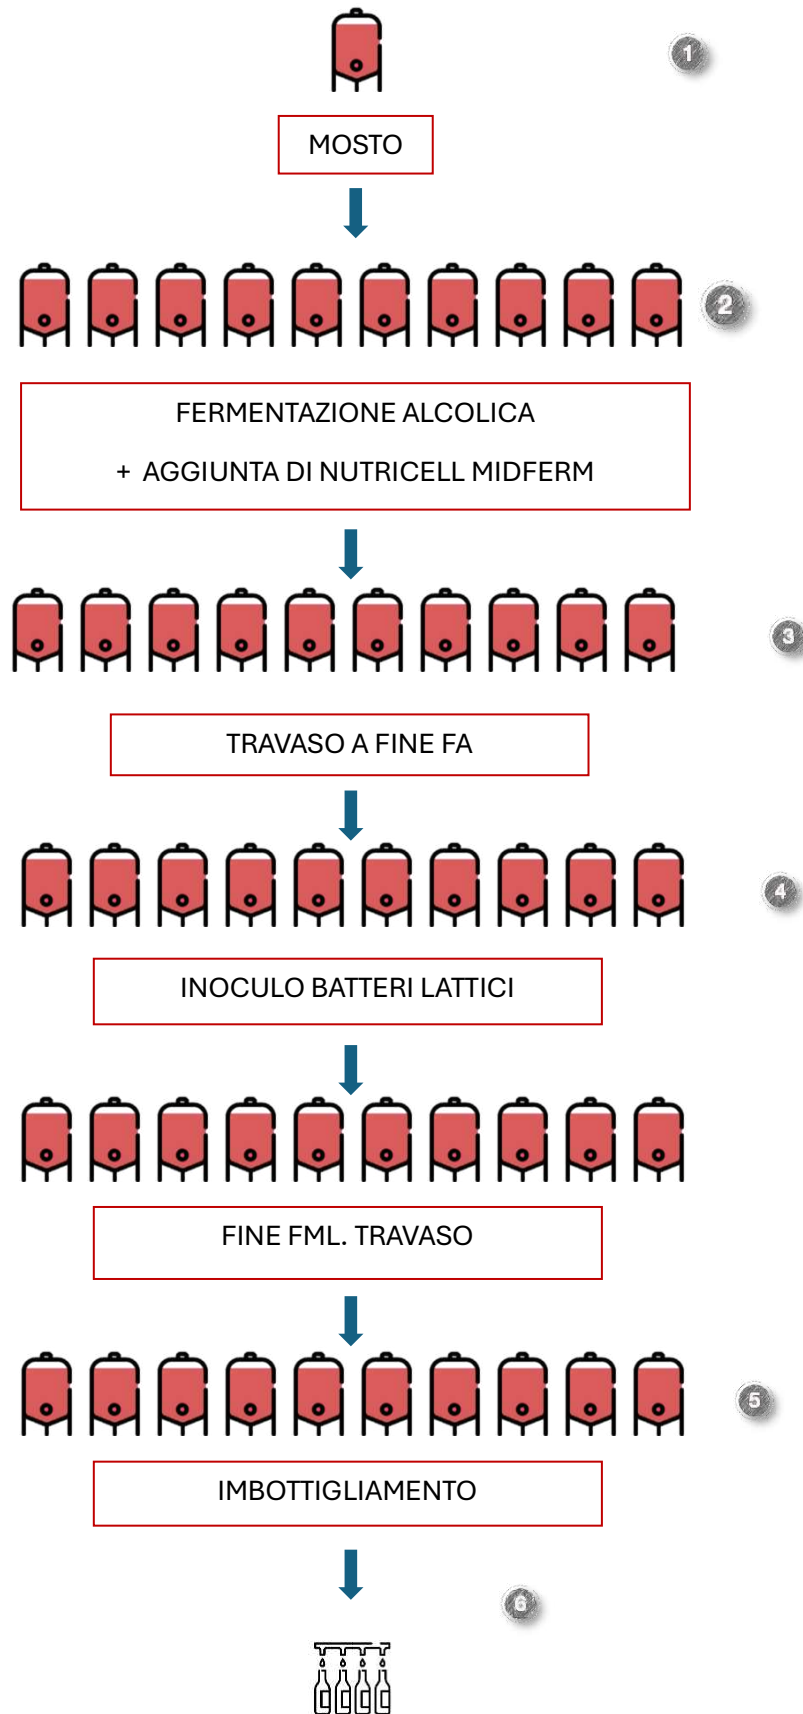 1
MOSTO
2
FERMENTAZIONE ALCOLICA
+ AGGIUNTA DI NUTRICELL MIDFERM
3
TRAVASO A FINE FA
4
INOCULO BATTERI LATTICI
FINE FML. TRAVASO
5
IMBOTTIGLIAMENTO
6